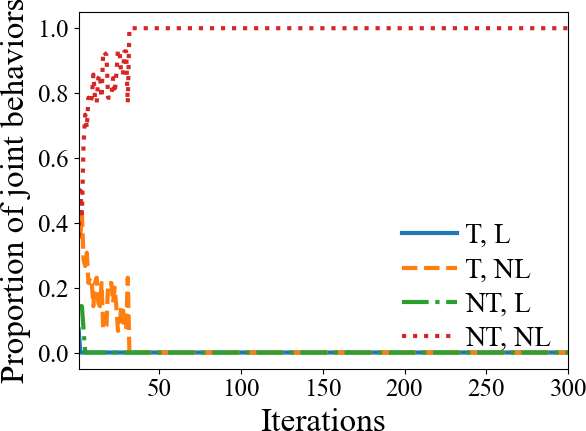 Proportion of joint behaviors
1.0
0.8
0.6
0.4
0.2
0.0
T, L
T, NL
NT, L
NT, NL
50 100 150 200 250 300
Iterations